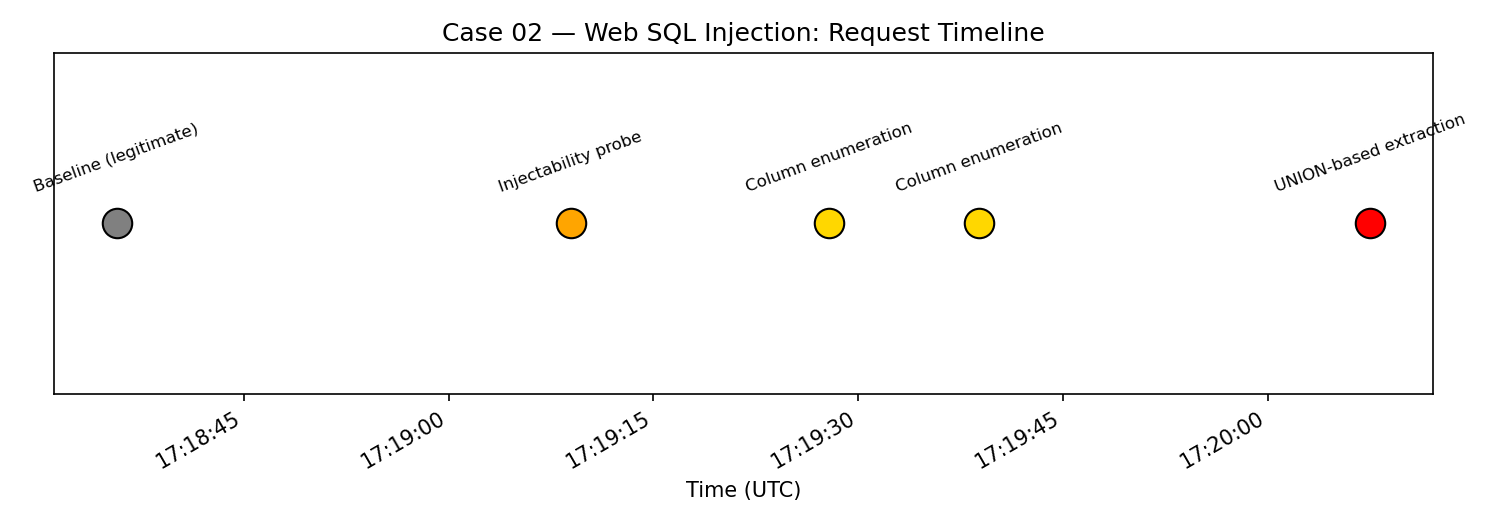 Case 02 — Web SQL Injection: Request Timeline
Baseline (legitimate)
Injectability probe
Column enumeration
Column enumeration
UNION-based extraction
17:18:45
17:19:00
17:19:15
17:19:30
17:19:45
17:20:00
Time (UTC)